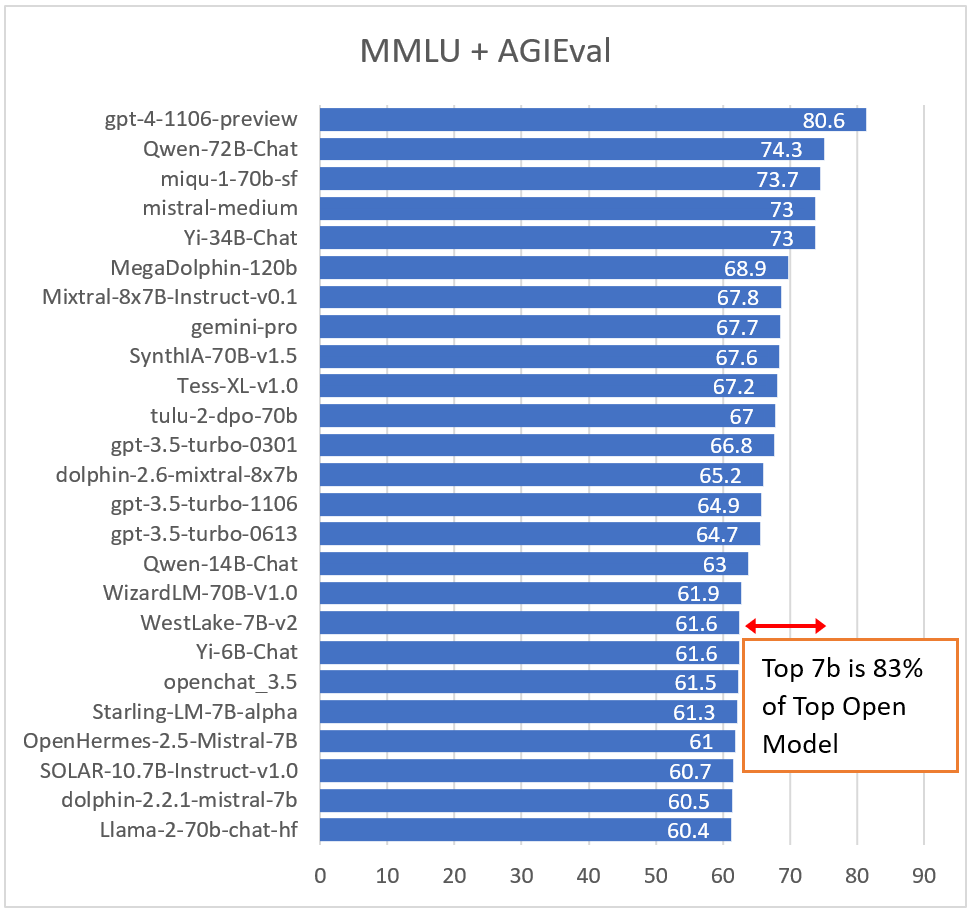 MMLU + AGIEval
gpt-4-1106-preview 80.6
Qwen-72B-Chat 74.3
miqu-1-70b-sf 73.7
mistral-medium 73
Yi-34B-Chat 73
MegaDolphin-120b 68.9
Mixtral-8x7B-Instruct-v0.1 67.8
gemini-pro 67.7
SynthIA-70B-v1.5 67.6
Tess-XL-v1.0 67.2
tulu-2-dpo-70b 67
gpt-3.5-turbo-0301 66.8
dolphin-2.6-mixtral-8x7b 65.2
gpt-3.5-turbo-1106 64.9
gpt-3.5-turbo-0613 64.7
Qwen-14B-Chat 63
WizardLM-70B-V1.0 61.9
WestLake-7B-v2 61.6
Yi-6B-Chat 61.6
openchat_3.5 61.5
Starling-LM-7B-alpha 61.3
OpenHermes-2.5-Mistral-7B 61
SOLAR-10.7B-Instruct-v1.0 60.7
dolphin-2.2.1-mistral-7b 60.5
Llama-2-70b-chat-hf 60.4
Top 7b is 83%
of Top Open
Model
0 10 20 30 40 50 60 70 80 90